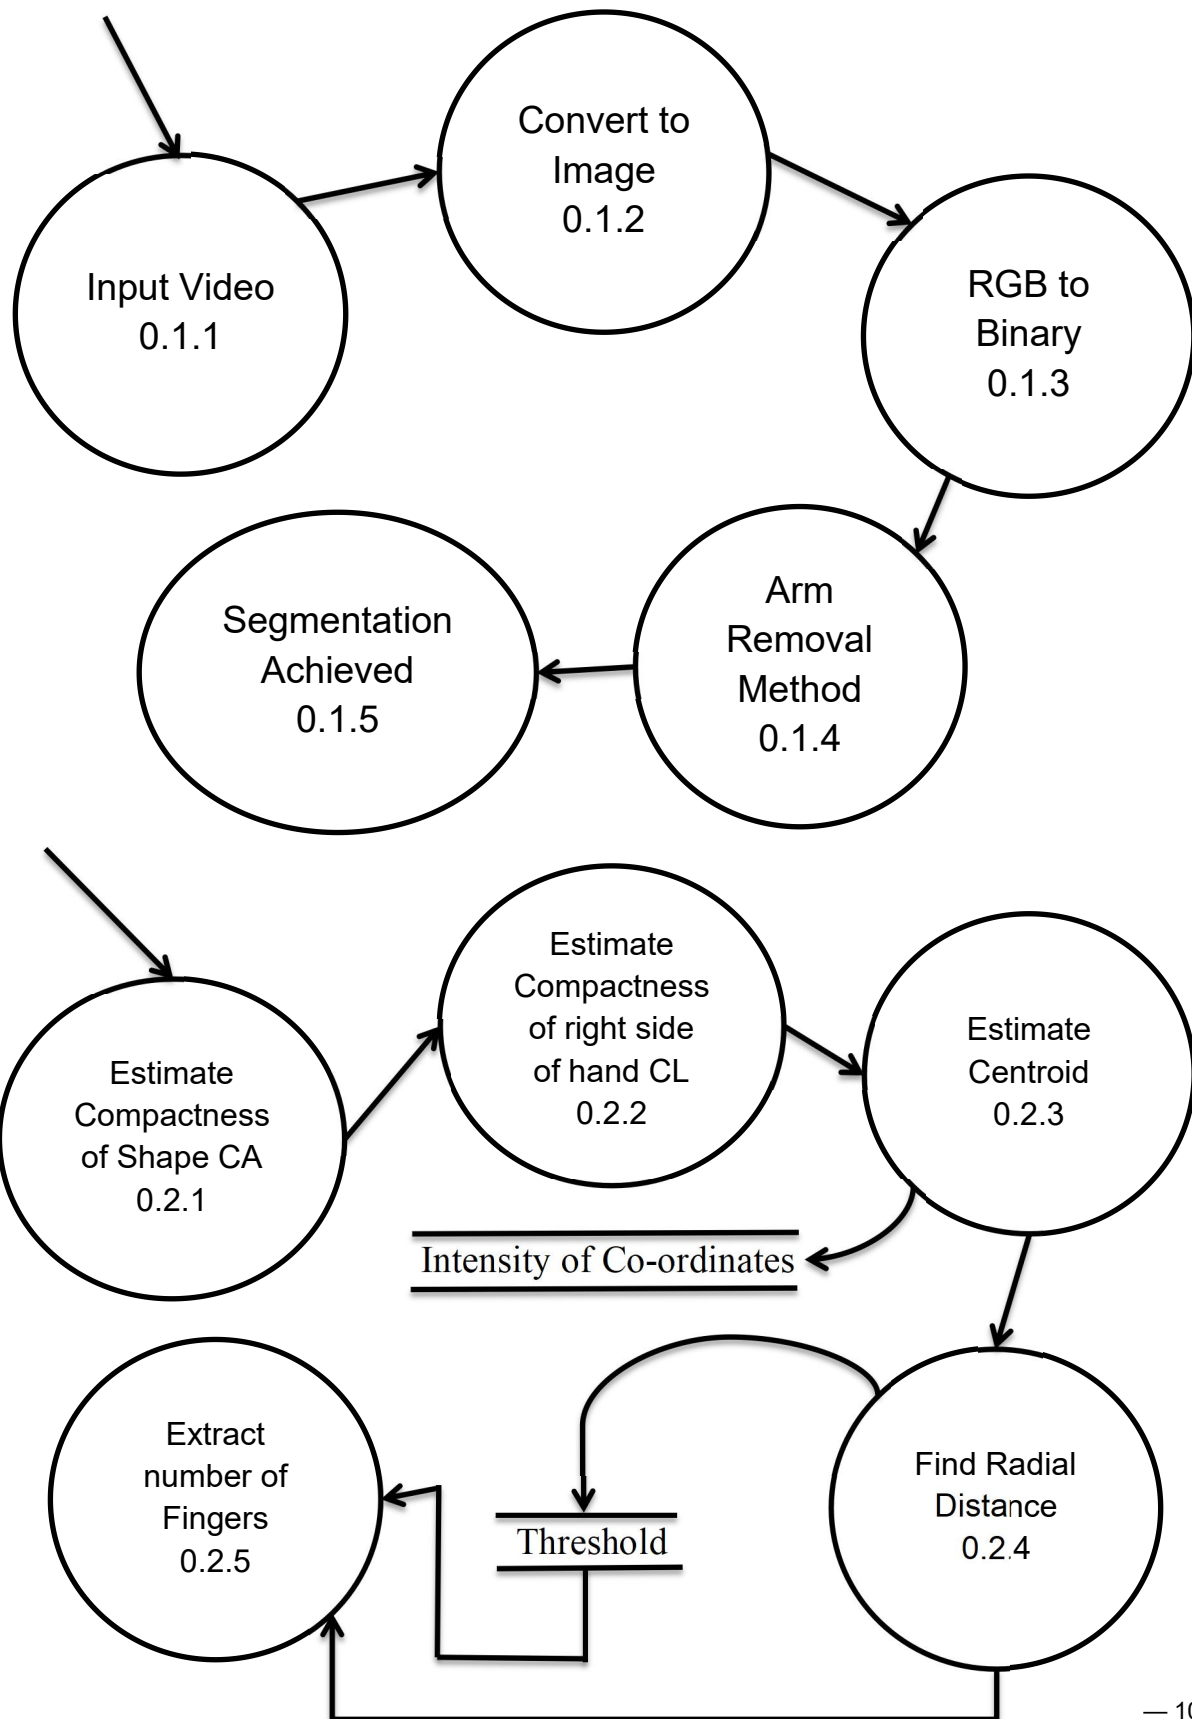 Convert to
Image
0.1.2
Input Video
0.1.1
RGB to
Binary
0.1.3
Segmentation
Achieved
0.1.5
Arm
Removal
Method
0.1.4
Estimate
Compactness
of Shape CA
0.2.1
Estimate
Compactness
of right side
of hand CL
0.2.2
Estimate
Centroid
0.2.3
Intensity of Co-ordinates
Extract
number of
Fingers
0.2.5
Threshold
Find Radial
Distance
0.2.4
— 10